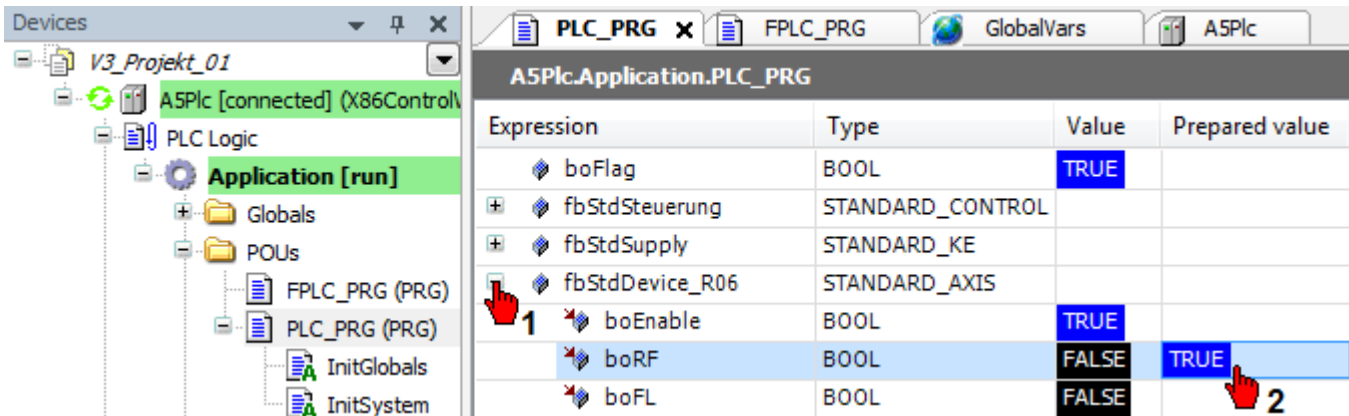 Devices
V3_Projekt_01
A5Plc [connected] (X86Control
PLC Logic
Application [run]
Globals
POUs
FPLC_PRG (PRG)
PLC_PRG (PRG)
InitGlobals
InitSystem
PLC_PRG FPLC_PRG GlobalVars A5Plc
A5Plc.Application.PLC_PRG
Expression Type Value Prepared value
boFlag BOOL TRUE
fbStdSteuerung STANDARD_CONTROL
fbStdSupply STANDARD_KE
fbStdDevice_R06 STANDARD_AXIS
1 boEnable BOOL TRUE
boRF BOOL FALSE TRUE
boFL BOOL FALSE 2